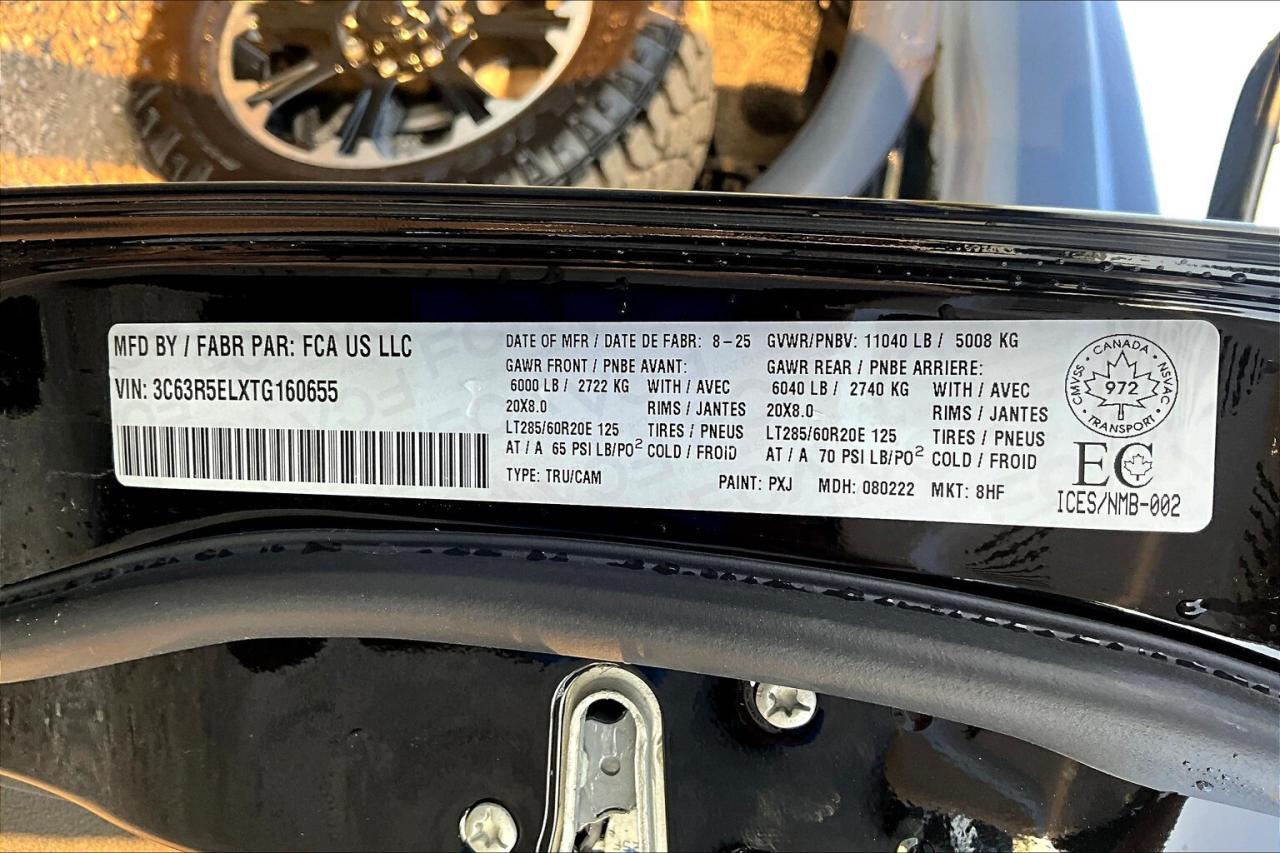 MFD BY / FABR PAR: FCA US LLC
VIN: 3C63R5ELXTG160655
DATE OF MFR / DATE DE FABR: 8-25
GVWR/PNBV: 11040 LB / 5008 KG
GAWR FRONT / PNBE AVANT:
6000 LB / 2722 KG WITH / AVEC
20X8.0 RIMS / JANTES
LT285/60R20E 125 TIRES / PNEUS
AT / A 65 PSI LB/PO² COLD / FROID
GAWR REAR / PNBE ARRIERE:
6040 LB / 2740 KG WITH / AVEC
20X8.0 RIMS / JANTES
LT285/60R20E 125 TIRES / PNEUS
AT / A 70 PSI LB/PO² COLD / FROID
TYPE: TRU/CAM PAINT: PXJ MDH: 080222 MKT: 8HF
CANADA
CMVSS · NSVAC
972
TRANSPORT
EC
ICES/NMB-002